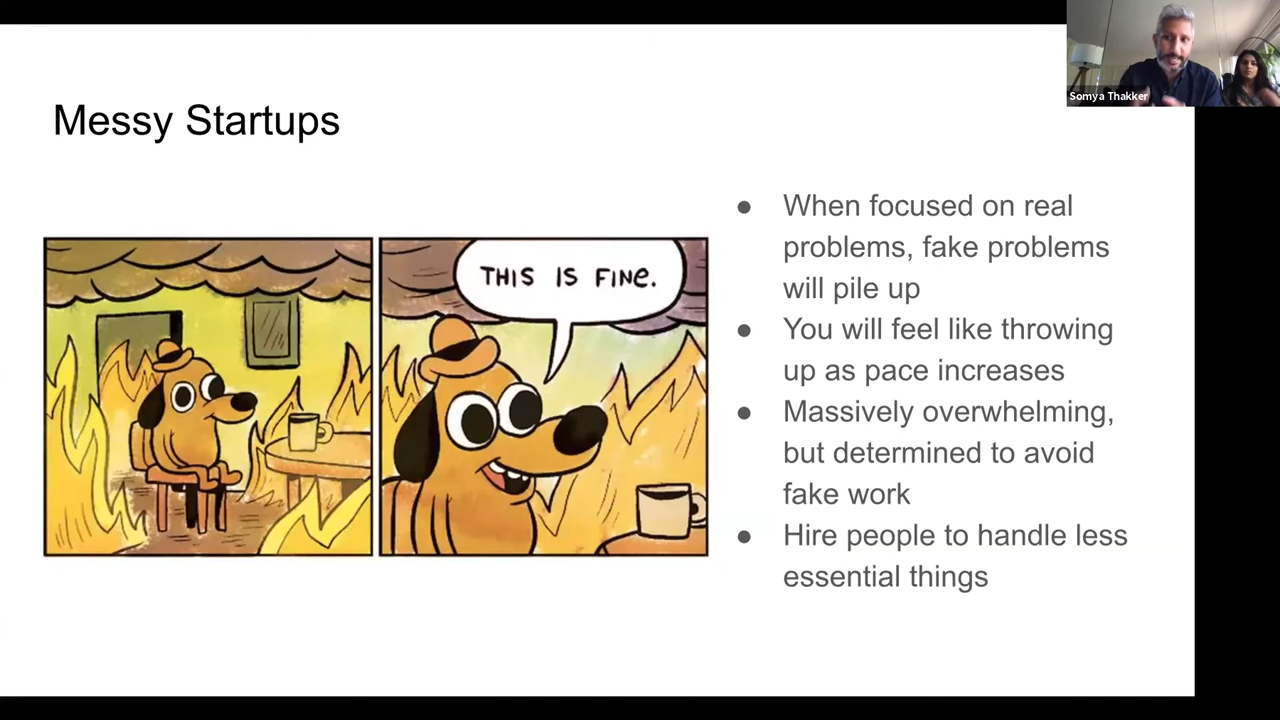 Somya Thakker
Messy Startups
THIS IS FINE.
● When focused on real
problems, fake problems
will pile up
● You will feel like throwing
up as pace increases
● Massively overwhelming,
but determined to avoid
fake work
● Hire people to handle less
essential things